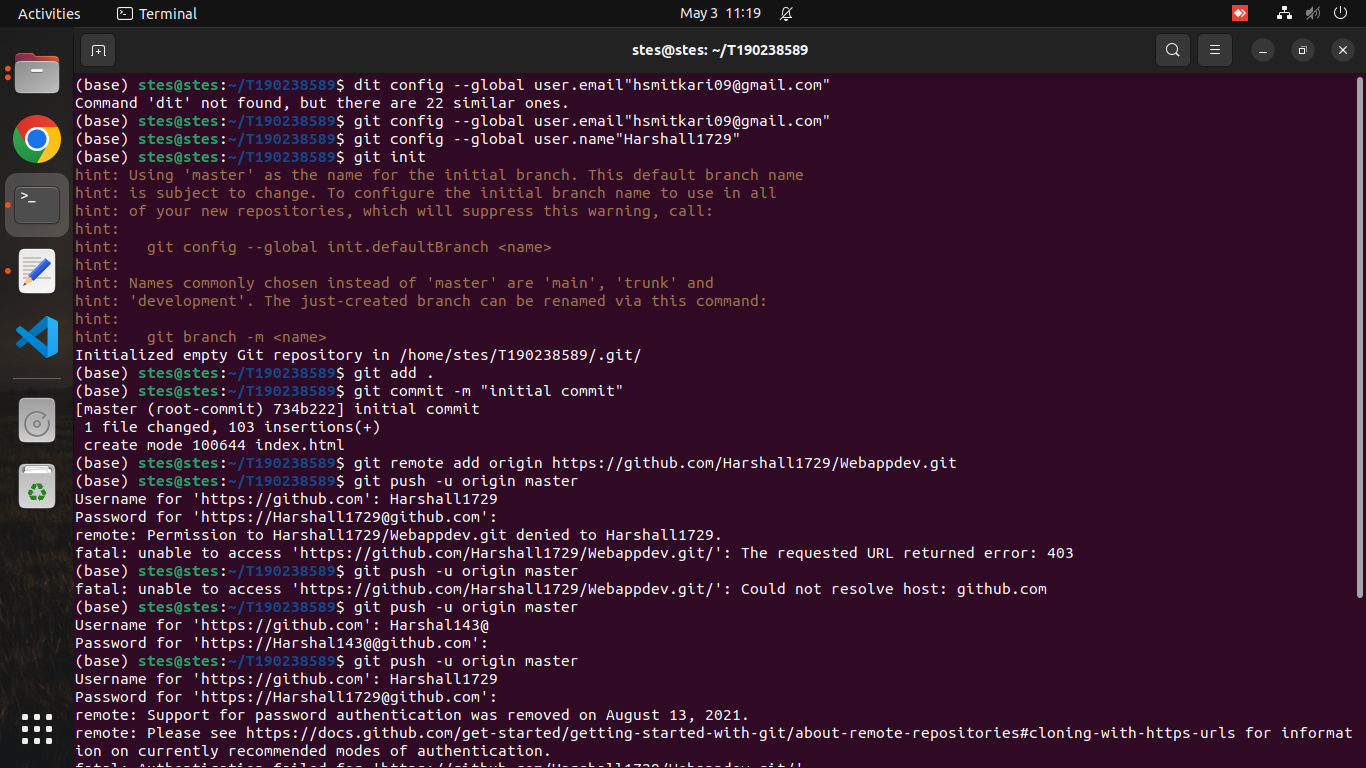 Activities
Terminal
May 3 11:19
stes@stes: ~/T190238589
(base) stes@stes:~/T190238589$ dit config --global user.email"hsmitkari09@gmail.com"
Command 'dit' not found, but there are 22 similar ones.
(base) stes@stes:~/T190238589$ git config --global user.email"hsmitkari09@gmail.com"
(base) stes@stes:~/T190238589$ git config --global user.name"Harshall1729"
(base) stes@stes:~/T190238589$ git init
hint: Using 'master' as the name for the initial branch. This default branch name
hint: is subject to change. To configure the initial branch name to use in all
hint: of your new repositories, which will suppress this warning, call:
hint:
hint:   git config --global init.defaultBranch <name>
hint:
hint: Names commonly chosen instead of 'master' are 'main', 'trunk' and
hint: 'development'. The just-created branch can be renamed via this command:
hint:
hint:   git branch -m <name>
Initialized empty Git repository in /home/stes/T190238589/.git/
(base) stes@stes:~/T190238589$ git add .
(base) stes@stes:~/T190238589$ git commit -m "initial commit"
[master (root-commit) 734b222] initial commit
 1 file changed, 103 insertions(+)
 create mode 100644 index.html
(base) stes@stes:~/T190238589$ git remote add origin https://github.com/Harshall1729/Webappdev.git
(base) stes@stes:~/T190238589$ git push -u origin master
Username for 'https://github.com': Harshall1729
Password for 'https://Harshall1729@github.com':
remote: Permission to Harshall1729/Webappdev.git denied to Harshall1729.
fatal: unable to access 'https://github.com/Harshall1729/Webappdev.git/': The requested URL returned error: 403
(base) stes@stes:~/T190238589$ git push -u origin master
fatal: unable to access 'https://github.com/Harshall1729/Webappdev.git/': Could not resolve host: github.com
(base) stes@stes:~/T190238589$ git push -u origin master
Username for 'https://github.com': Harshal143@
Password for 'https://Harshal143@@github.com':
(base) stes@stes:~/T190238589$ git push -u origin master
Username for 'https://github.com': Harshall1729
Password for 'https://Harshall1729@github.com':
remote: Support for password authentication was removed on August 13, 2021.
remote: Please see https://docs.github.com/get-started/getting-started-with-git/about-remote-repositories#cloning-with-https-urls for informat
ion on currently recommended modes of authentication.
fatal: Authentication failed for 'https://github.com/Harshall1729/Webappdev.git/'